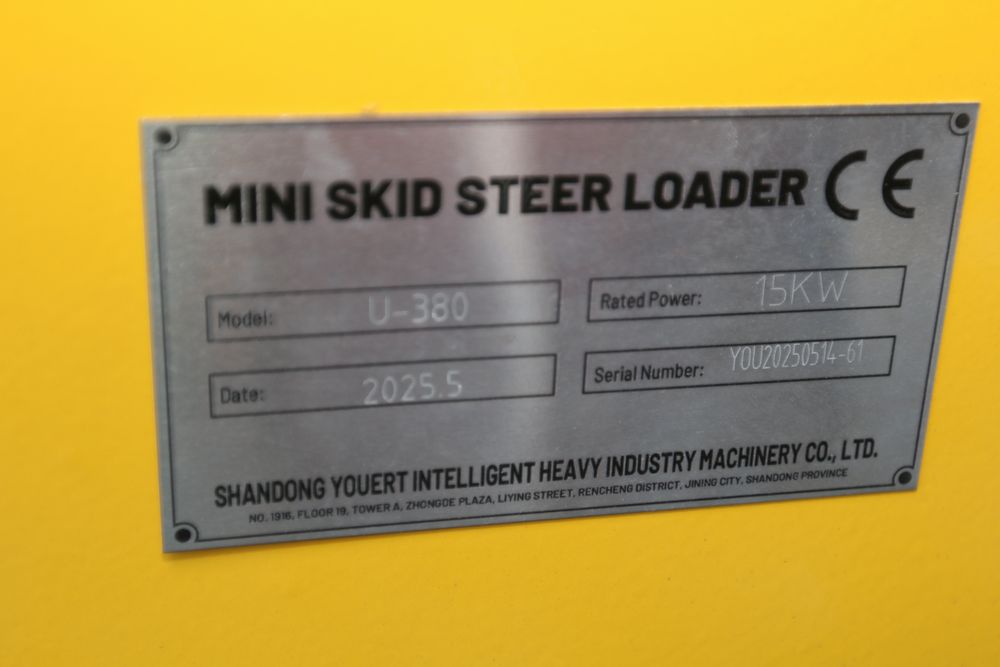 MINI SKID STEER LOADER CE
Model: U-380
Rated Power: 15KW
Date: 2025.5
Serial Number: YOU20250514-61
SHANDONG YOUERT INTELLIGENT HEAVY INDUSTRY MACHINERY CO., LTD.
NO. 1916, FLOOR 19, TOWER A, ZHONGDE PLAZA, LIYING STREET, RENCHENG DISTRICT, JINING CITY, SHANDONG PROVINCE